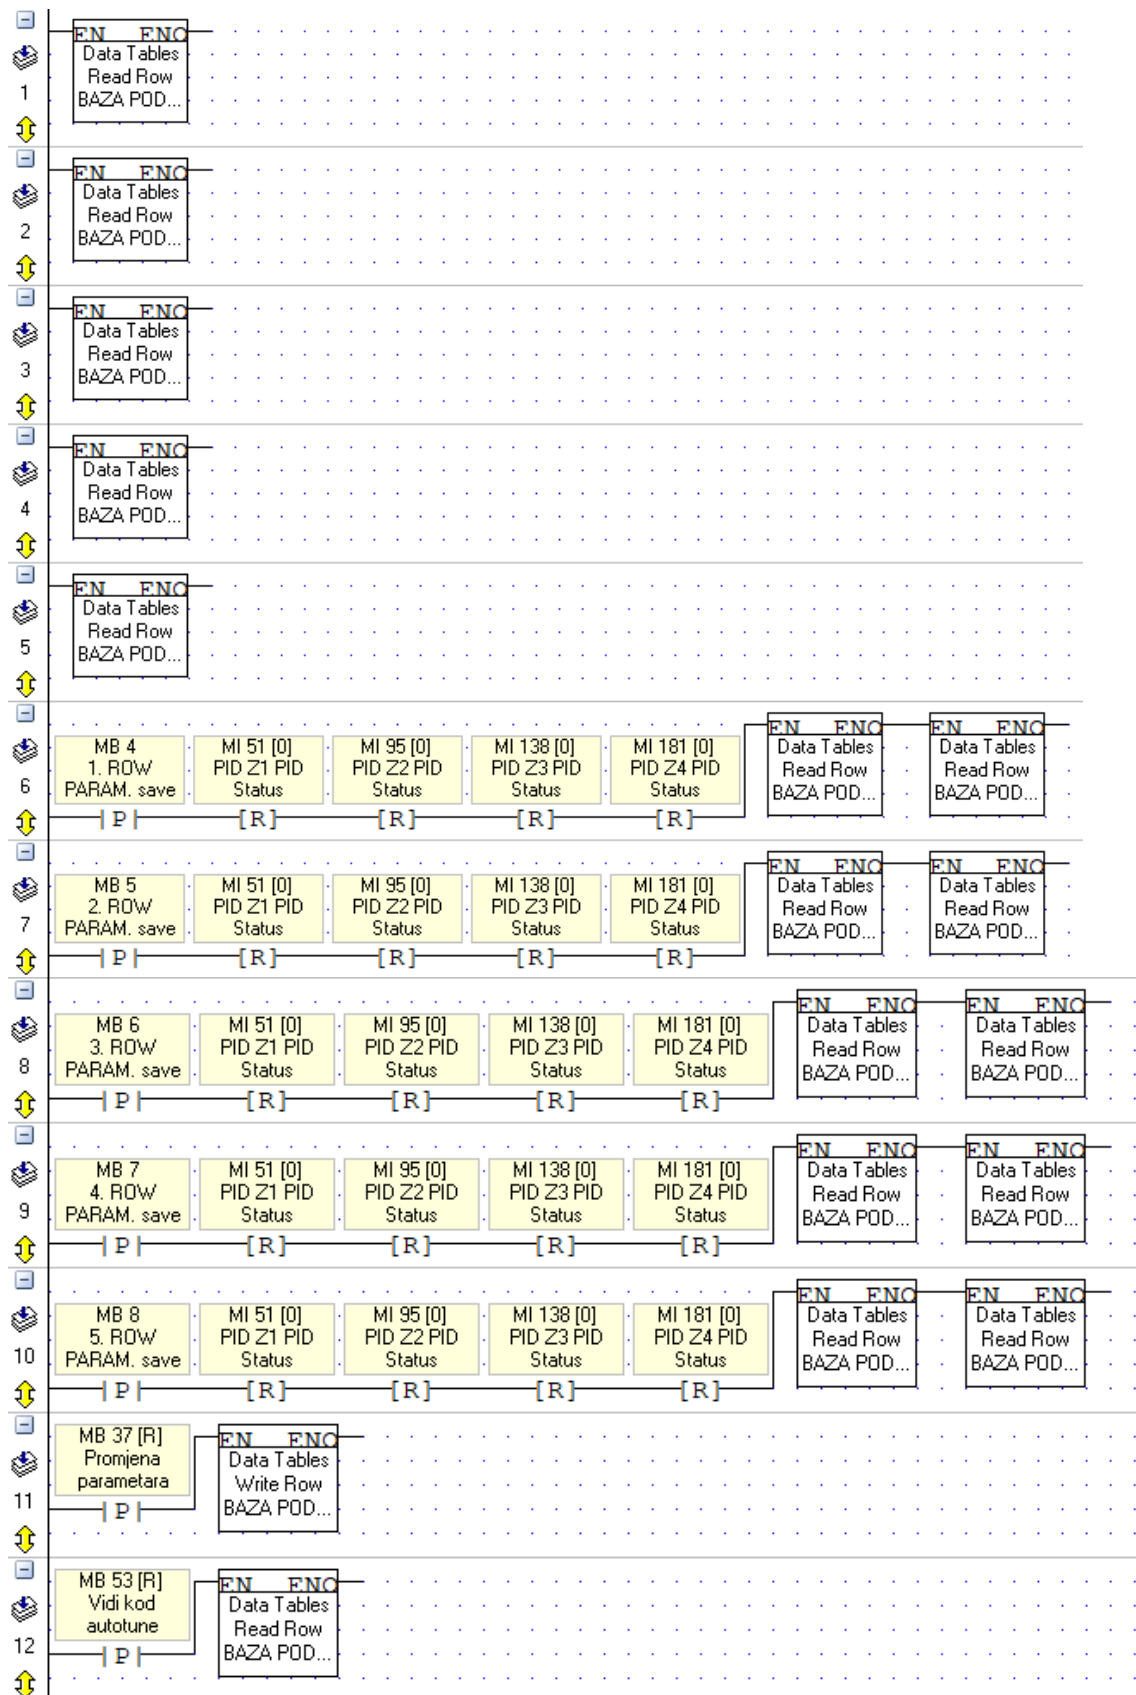 EN ENO
Data Tables
Read Row
BAZA POD...
1
EN ENO
Data Tables
Read Row
BAZA POD...
2
EN ENO
Data Tables
Read Row
BAZA POD...
3
EN ENO
Data Tables
Read Row
BAZA POD...
4
EN ENO
Data Tables
Read Row
BAZA POD...
5
6
MB 4
1. ROW
PARAM. save
P
MI 51 [0]
PID Z1 PID
Status
[R]
MI 95 [0]
PID Z2 PID
Status
[R]
MI 138 [0]
PID Z3 PID
Status
[R]
MI 181 [0]
PID Z4 PID
Status
[R]
EN ENO
Data Tables
Read Row
BAZA POD...
EN ENO
Data Tables
Read Row
BAZA POD...
7
MB 5
2. ROW
PARAM. save
P
MI 51 [0]
PID Z1 PID
Status
[R]
MI 95 [0]
PID Z2 PID
Status
[R]
MI 138 [0]
PID Z3 PID
Status
[R]
MI 181 [0]
PID Z4 PID
Status
[R]
EN ENO
Data Tables
Read Row
BAZA POD...
EN ENO
Data Tables
Read Row
BAZA POD...
8
MB 6
3. ROW
PARAM. save
P
MI 51 [0]
PID Z1 PID
Status
[R]
MI 95 [0]
PID Z2 PID
Status
[R]
MI 138 [0]
PID Z3 PID
Status
[R]
MI 181 [0]
PID Z4 PID
Status
[R]
EN ENO
Data Tables
Read Row
BAZA POD...
EN ENO
Data Tables
Read Row
BAZA POD...
9
MB 7
4. ROW
PARAM. save
P
MI 51 [0]
PID Z1 PID
Status
[R]
MI 95 [0]
PID Z2 PID
Status
[R]
MI 138 [0]
PID Z3 PID
Status
[R]
MI 181 [0]
PID Z4 PID
Status
[R]
EN ENO
Data Tables
Read Row
BAZA POD...
EN ENO
Data Tables
Read Row
BAZA POD...
10
MB 8
5. ROW
PARAM. save
P
MI 51 [0]
PID Z1 PID
Status
[R]
MI 95 [0]
PID Z2 PID
Status
[R]
MI 138 [0]
PID Z3 PID
Status
[R]
MI 181 [0]
PID Z4 PID
Status
[R]
EN ENO
Data Tables
Read Row
BAZA POD...
EN ENO
Data Tables
Read Row
BAZA POD...
11
MB 37 [R]
Promjena
parametara
P
EN ENO
Data Tables
Write Row
BAZA POD...
12
MB 53 [R]
Vidi kod
autotune
P
EN ENO
Data Tables
Read Row
BAZA POD...